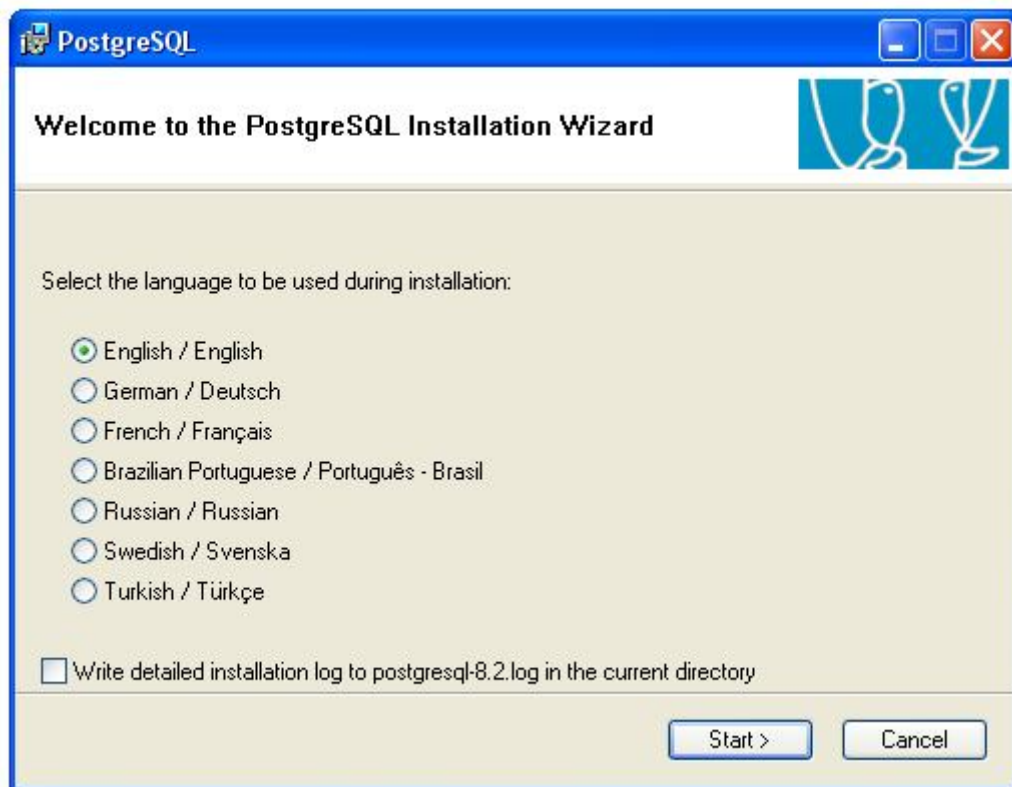 PostgreSQL
Welcome to the PostgreSQL Installation Wizard
Select the language to be used during installation:
English / English
German / Deutsch
French / Français
Brazilian Portuguese / Português - Brasil
Russian / Russian
Swedish / Svenska
Turkish / Türkçe
Write detailed installation log to postgresql-8.2.log in the current directory
Start >
Cancel